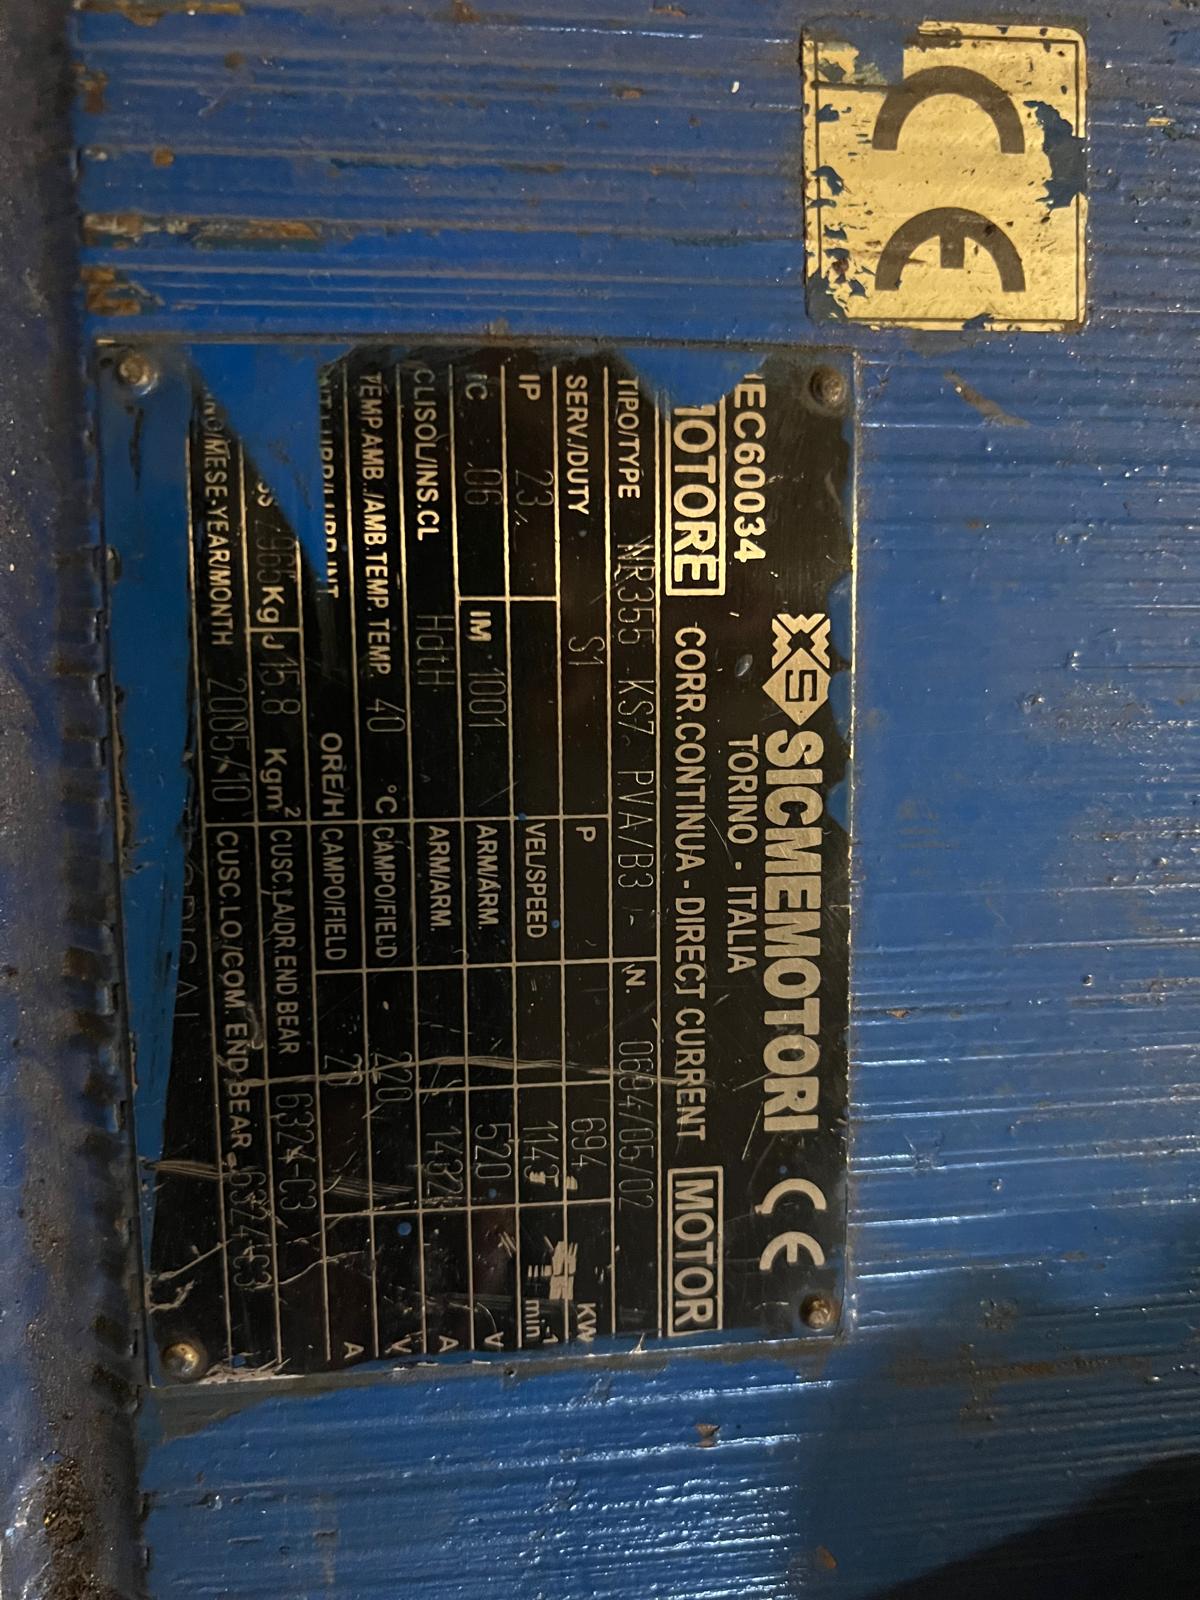 CE
IEC60034 SICMEMOTORI CE
TORINO - ITALIA
MOTORE CORR.CONTINUA - DIRECT CURRENT MOTOR
TIPO/TYPE NR355 KS7 PVA/B3 N. 0694/05/02
SERV./DUTY S1 P 694 KW
IP 23 VEL/SPEED 1143 min-1
IC 06 IM 1001 ARM/ARM. 520 V
CL.ISOL/INS.CL HdtH ARM/ARM. 1432 A
TEMP.AMB./AMB.TEMP. TEMP. 40 °C CAMPO/FIELD 220 V
ORE/H CAMPO/FIELD 20 A
Kg J 15.8 Kgm² CUSC.LA/DR.END BEAR 6324-C3
MESE-YEAR/MONTH 2005/10 CUSC.LO./COM. END BEAR 6324-C3